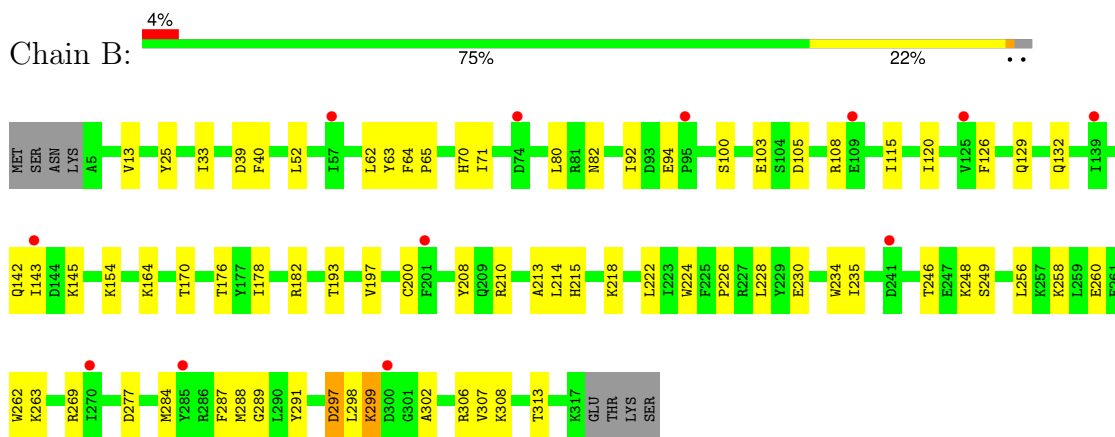 4%
Chain B:
75% 22% • •
MET SER ASN LYS A5 V13 Y25 I33 D39 F40 L52 I57 L62 Y63 F64 P65 H70 I71 D74 L80 R81 N82 I92 D93 E94 P95 S100 E103 S104 D105 R108 E109 I115 I120 V125 F126 Q129 Q132 I139
Q142 I143 D144 K145 K154 K164 T170 T176 Y177 I178 R182 T193 V197 C200 F201 Y208 Q209 R210 A213 L214 H215 K218 L222 I223 W224 F225 P226 R227 L228 Y229 E230 W234 I235 D241 T246 E247 K248 S249 L256 K257 K258 L259 E260 E261
W262 K263 R269 I270 D277 M284 Y285 R286 F287 M288 G289 L290 Y291 D297 L298 K299 D300 G301 A302 R306 V307 K308 T313 K317 GLU THR LYS SER